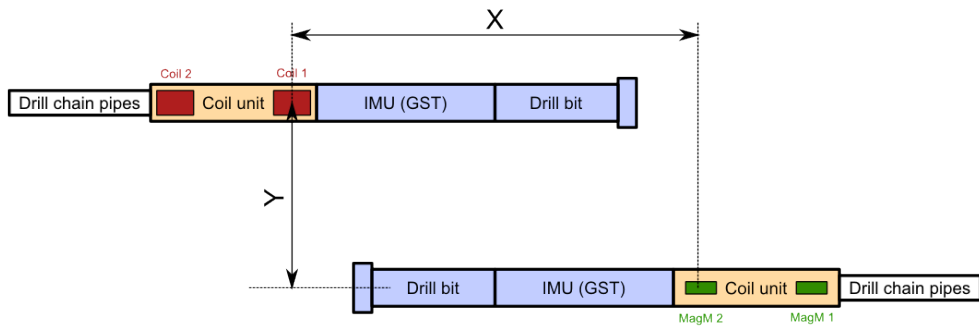 X
Coil 2
Coil 1
Drill chain pipes
Coil unit
IMU (GST)
Drill bit
Y
Drill bit
IMU (GST)
Coil unit
Drill chain pipes
MagM 2
MagM 1